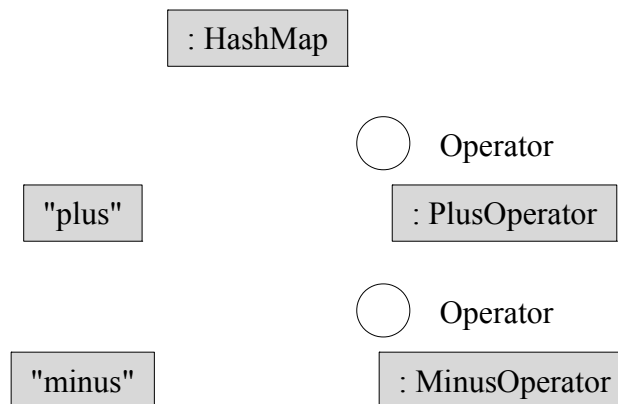 : HashMap
Operator
"plus"
: PlusOperator
Operator
"minus"
: MinusOperator